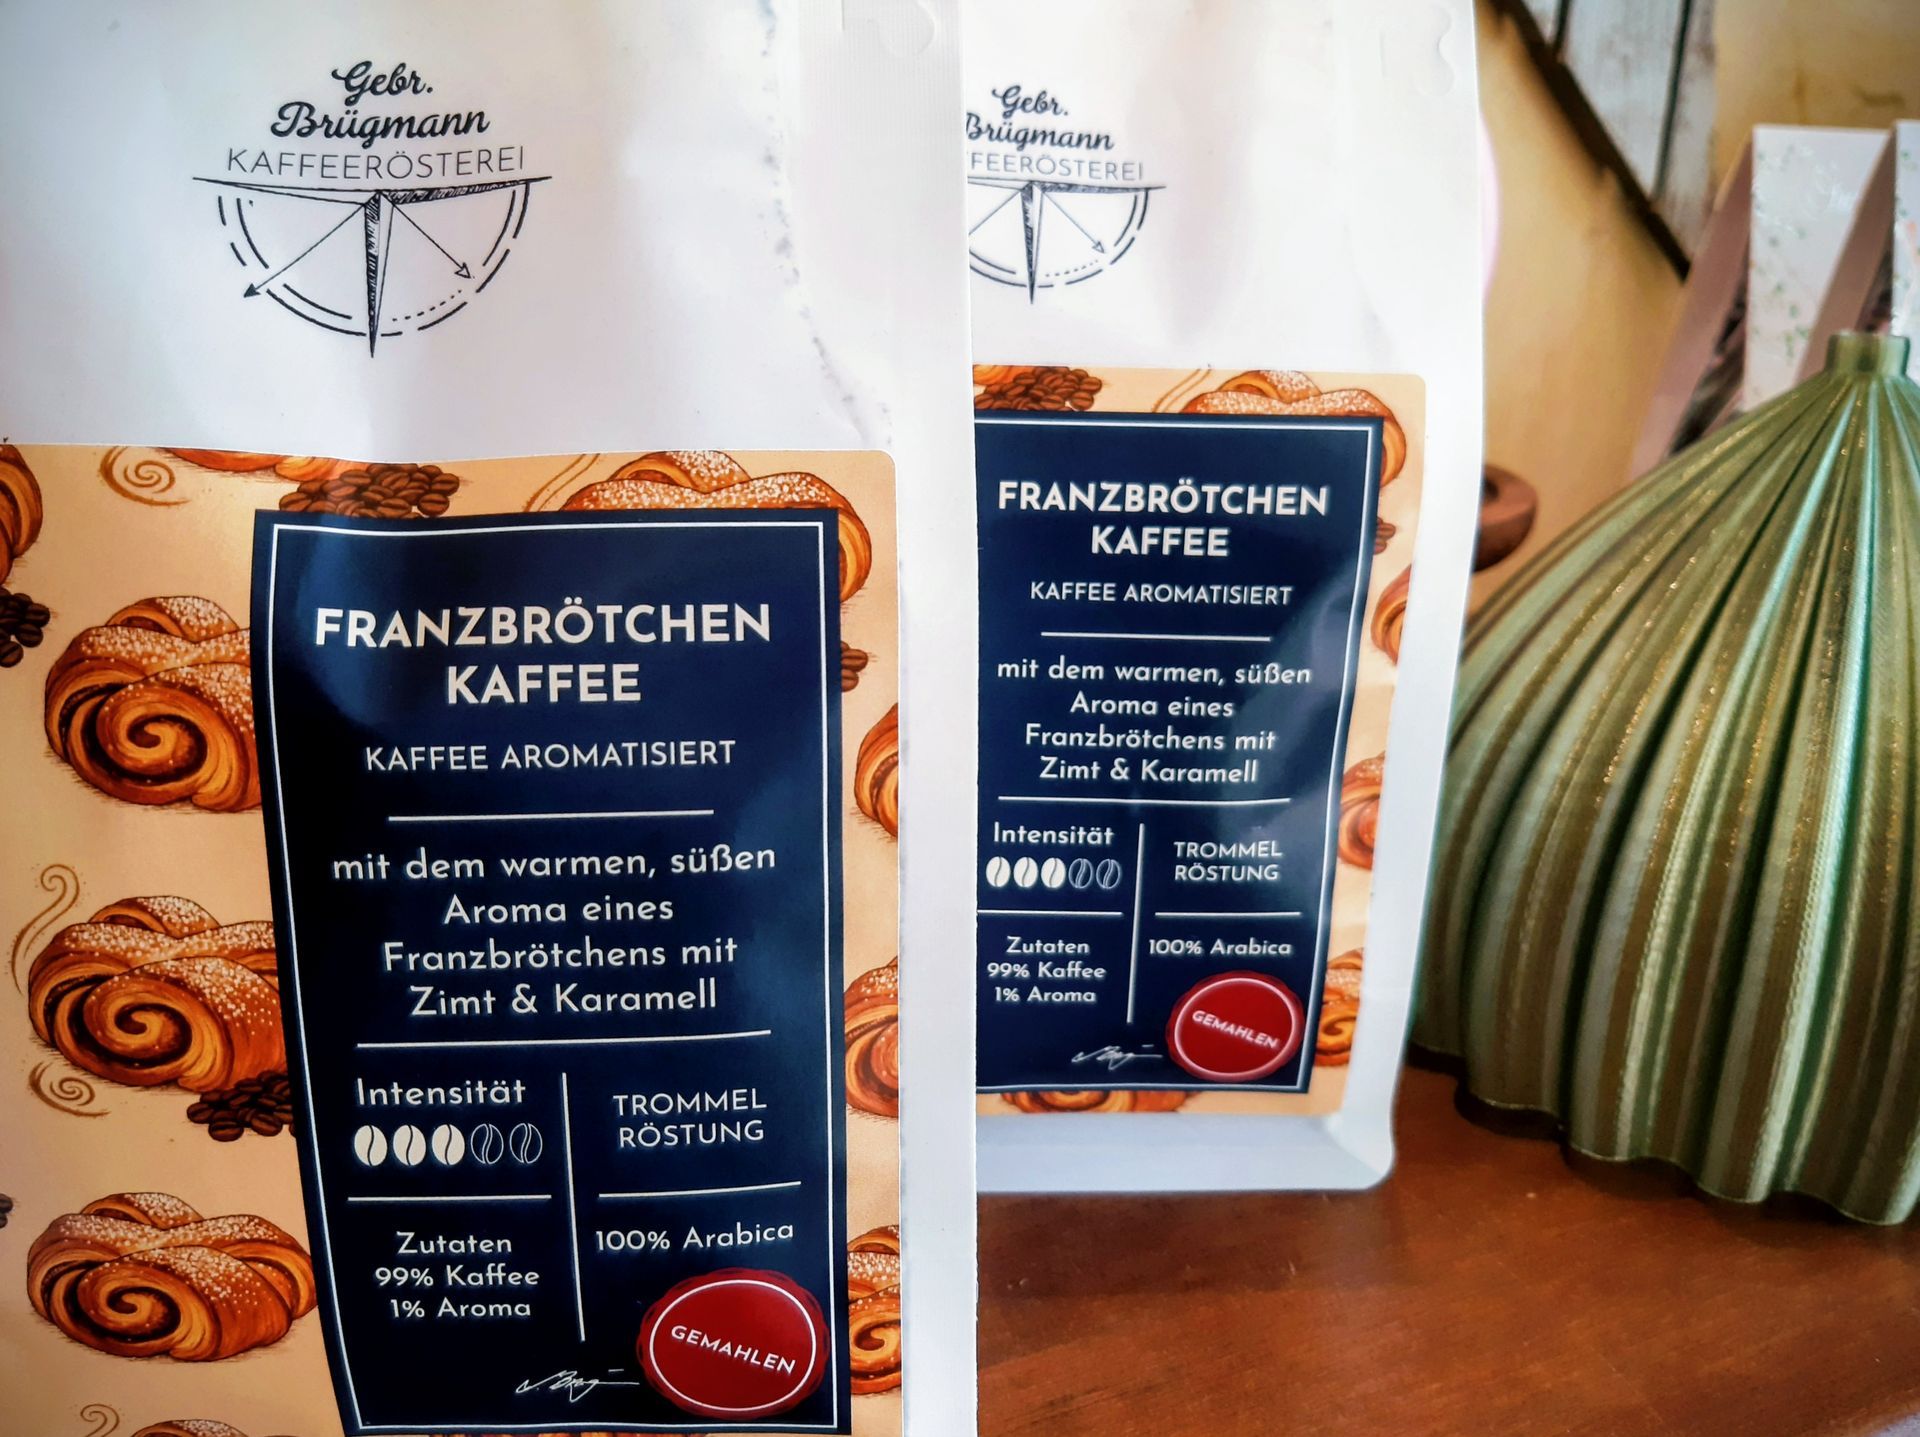 Gebr.
Brügmann
KAFFEERÖSTEREI
FRANZBRÖTCHEN
KAFFEE
KAFFEE AROMATISIERT
mit dem warmen, süßen
Aroma eines
Franzbrötchens mit
Zimt & Karamell
Intensität
TROMMEL
RÖSTUNG
Zutaten
99% Kaffee
1% Aroma
100% Arabica
GEMAHLEN
Gebr.
Brügmann
FFEERÖSTEREI
FRANZBRÖTCHEN
KAFFEE
KAFFEE AROMATISIERT
mit dem warmen, süßen
Aroma eines
Franzbrötchens mit
Zimt & Karamell
Intensität
TROMMEL
RÖSTUNG
Zutaten
99% Kaffee
1% Aroma
100% Arabica
GEMAHLEN